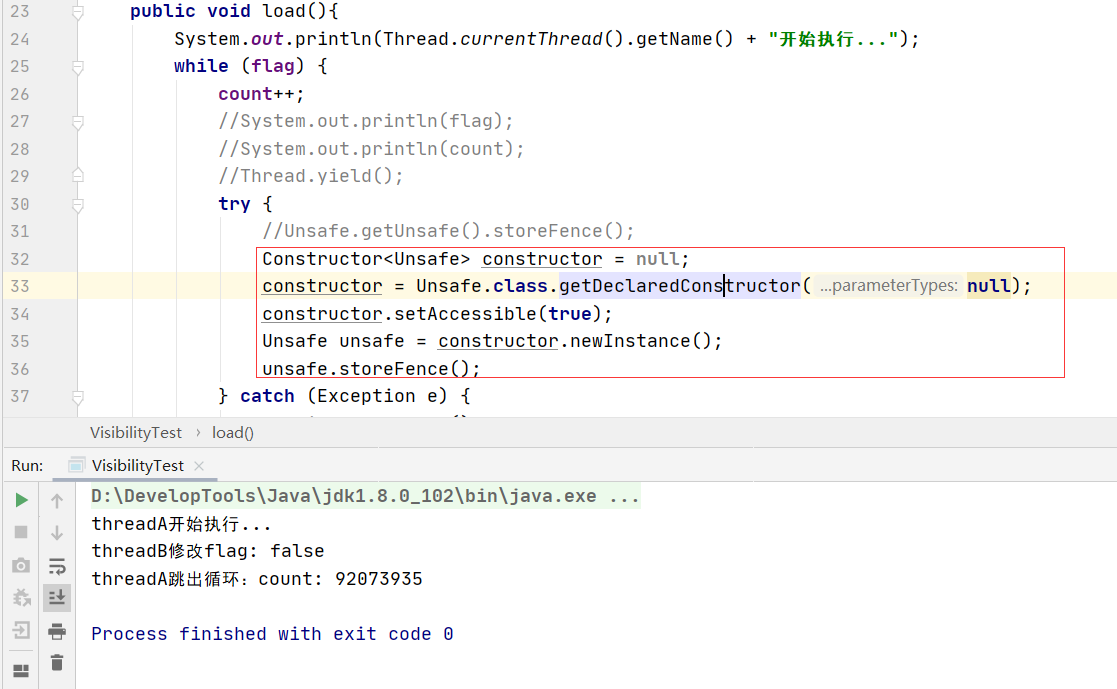 23 public void load(){
24 System.out.println(Thread.currentThread().getName() + "开始执行...");
25 while (flag) {
26 count++;
27 //System.out.println(flag);
28 //System.out.println(count);
29 //Thread.yield();
30 try {
31 //Unsafe.getUnsafe().storeFence();
32 Constructor<Unsafe> constructor = null;
33 constructor = Unsafe.class.getDeclaredConstructor( ...parameterTypes: null);
34 constructor.setAccessible(true);
35 Unsafe unsafe = constructor.newInstance();
36 unsafe.storeFence();
37 } catch (Exception e) {
VisibilityTest › load()
Run: VisibilityTest ×
D:\DevelopTools\Java\jdk1.8.0_102\bin\java.exe ...
threadA开始执行...
threadB修改flag: false
threadA跳出循环：count: 92073935
Process finished with exit code 0